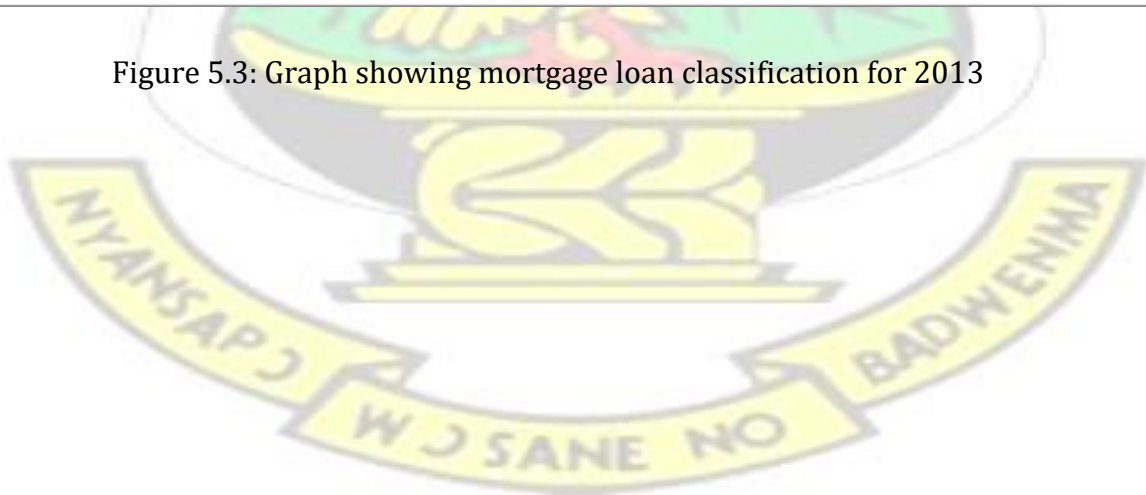 Figure 5.3: Graph showing mortgage loan classification for 2013
NYANSAPƆ WƆSANE NO BADWENMA